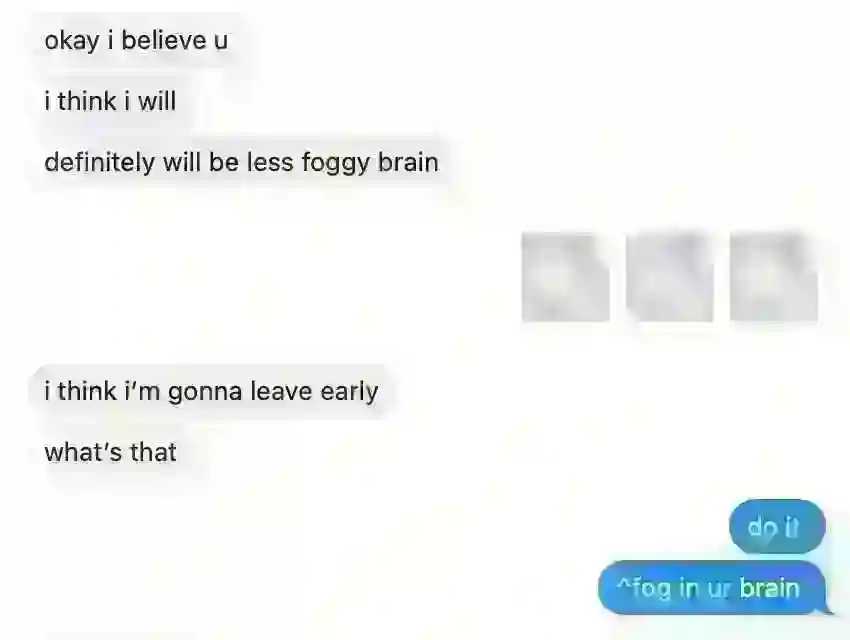 okay i believe u
i think i will
definitely will be less foggy brain
i think i'm gonna leave early
what's that
do it
^fog in ur brain